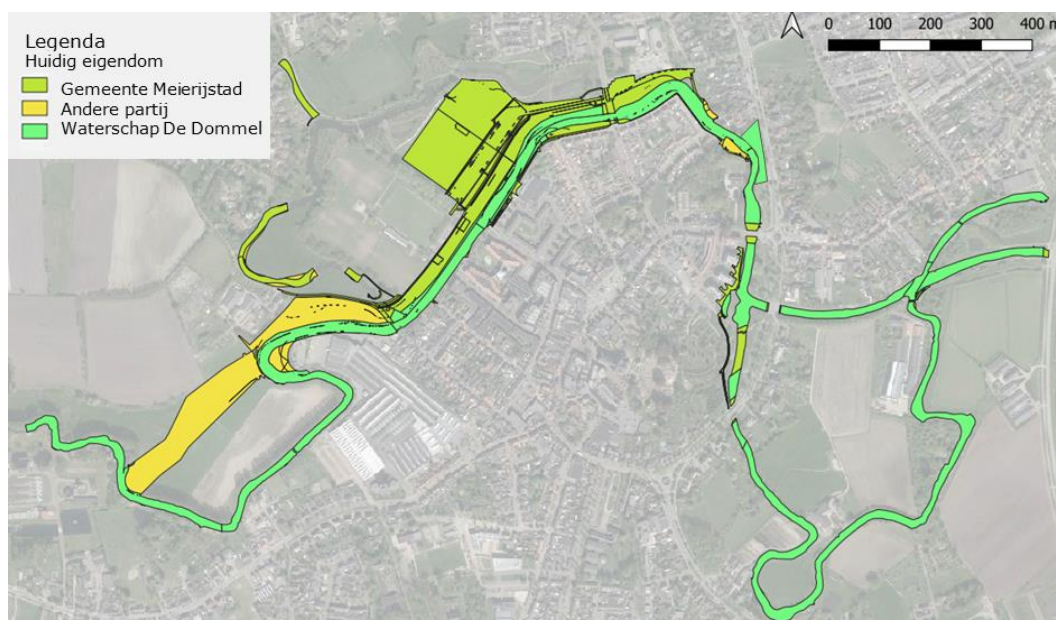 Legenda
Huidig eigendom
Gemeente Meierijstad
Andere partij
Waterschap De Dommel
0 100 200 300 400 m